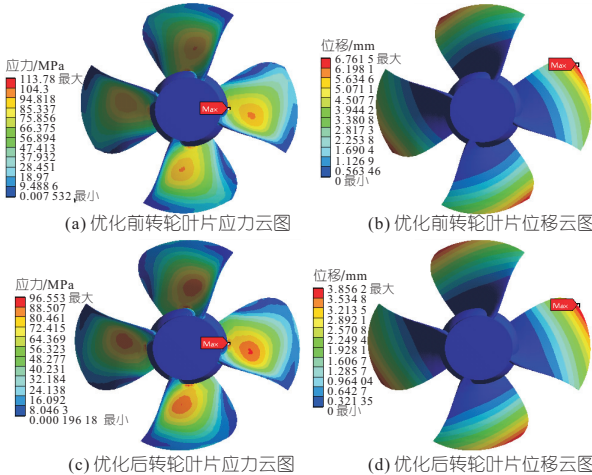 应力/MPa
113.78 最大
104.3
94.818
85.337
75.856
66.375
56.894
47.413
37.932
28.451
18.97
9.488 6
0.007 532 最小
Max
(a) 优化前转轮叶片应力云图
位移/mm
6.761 5 最大
6.198 1
5.634 6
5.071 1
4.507 7
3.944 2
3.380 8
2.817 3
2.253 8
1.690 4
1.126 9
0.563 46
0 最小
Max
(b) 优化前转轮叶片位移云图
应力/MPa
96.553 最大
88.507
80.461
72.415
64.369
56.323
48.277
40.231
32.184
24.138
16.092
8.046 3
0.000 196 18 最小
Max
(c) 优化后转轮叶片应力云图
位移/mm
3.856 2 最大
3.534 8
3.213 5
2.892 1
2.570 8
2.249 4
1.928 1
1.606 7
1.285 7
0.964 04
0.642 7
0.321 35
0 最小
Max
(d) 优化后转轮叶片位移云图